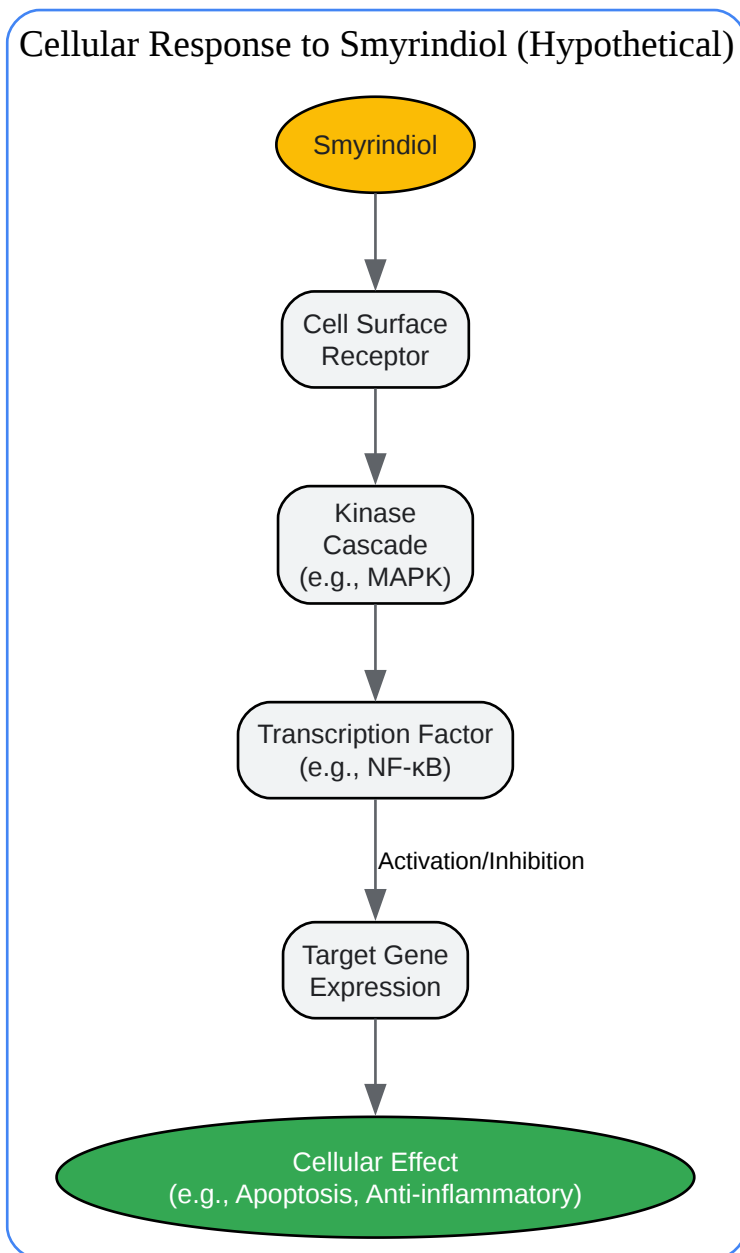 Cellular Response to Smyrindiol (Hypothetical)
Smyrindiol
Cell Surface
Receptor
Kinase
Cascade
(e.g., MAPK)
Transcription Factor
(e.g., NF-κB)
Activation/Inhibition
Target Gene
Expression
Cellular Effect
(e.g., Apoptosis, Anti-inflammatory)